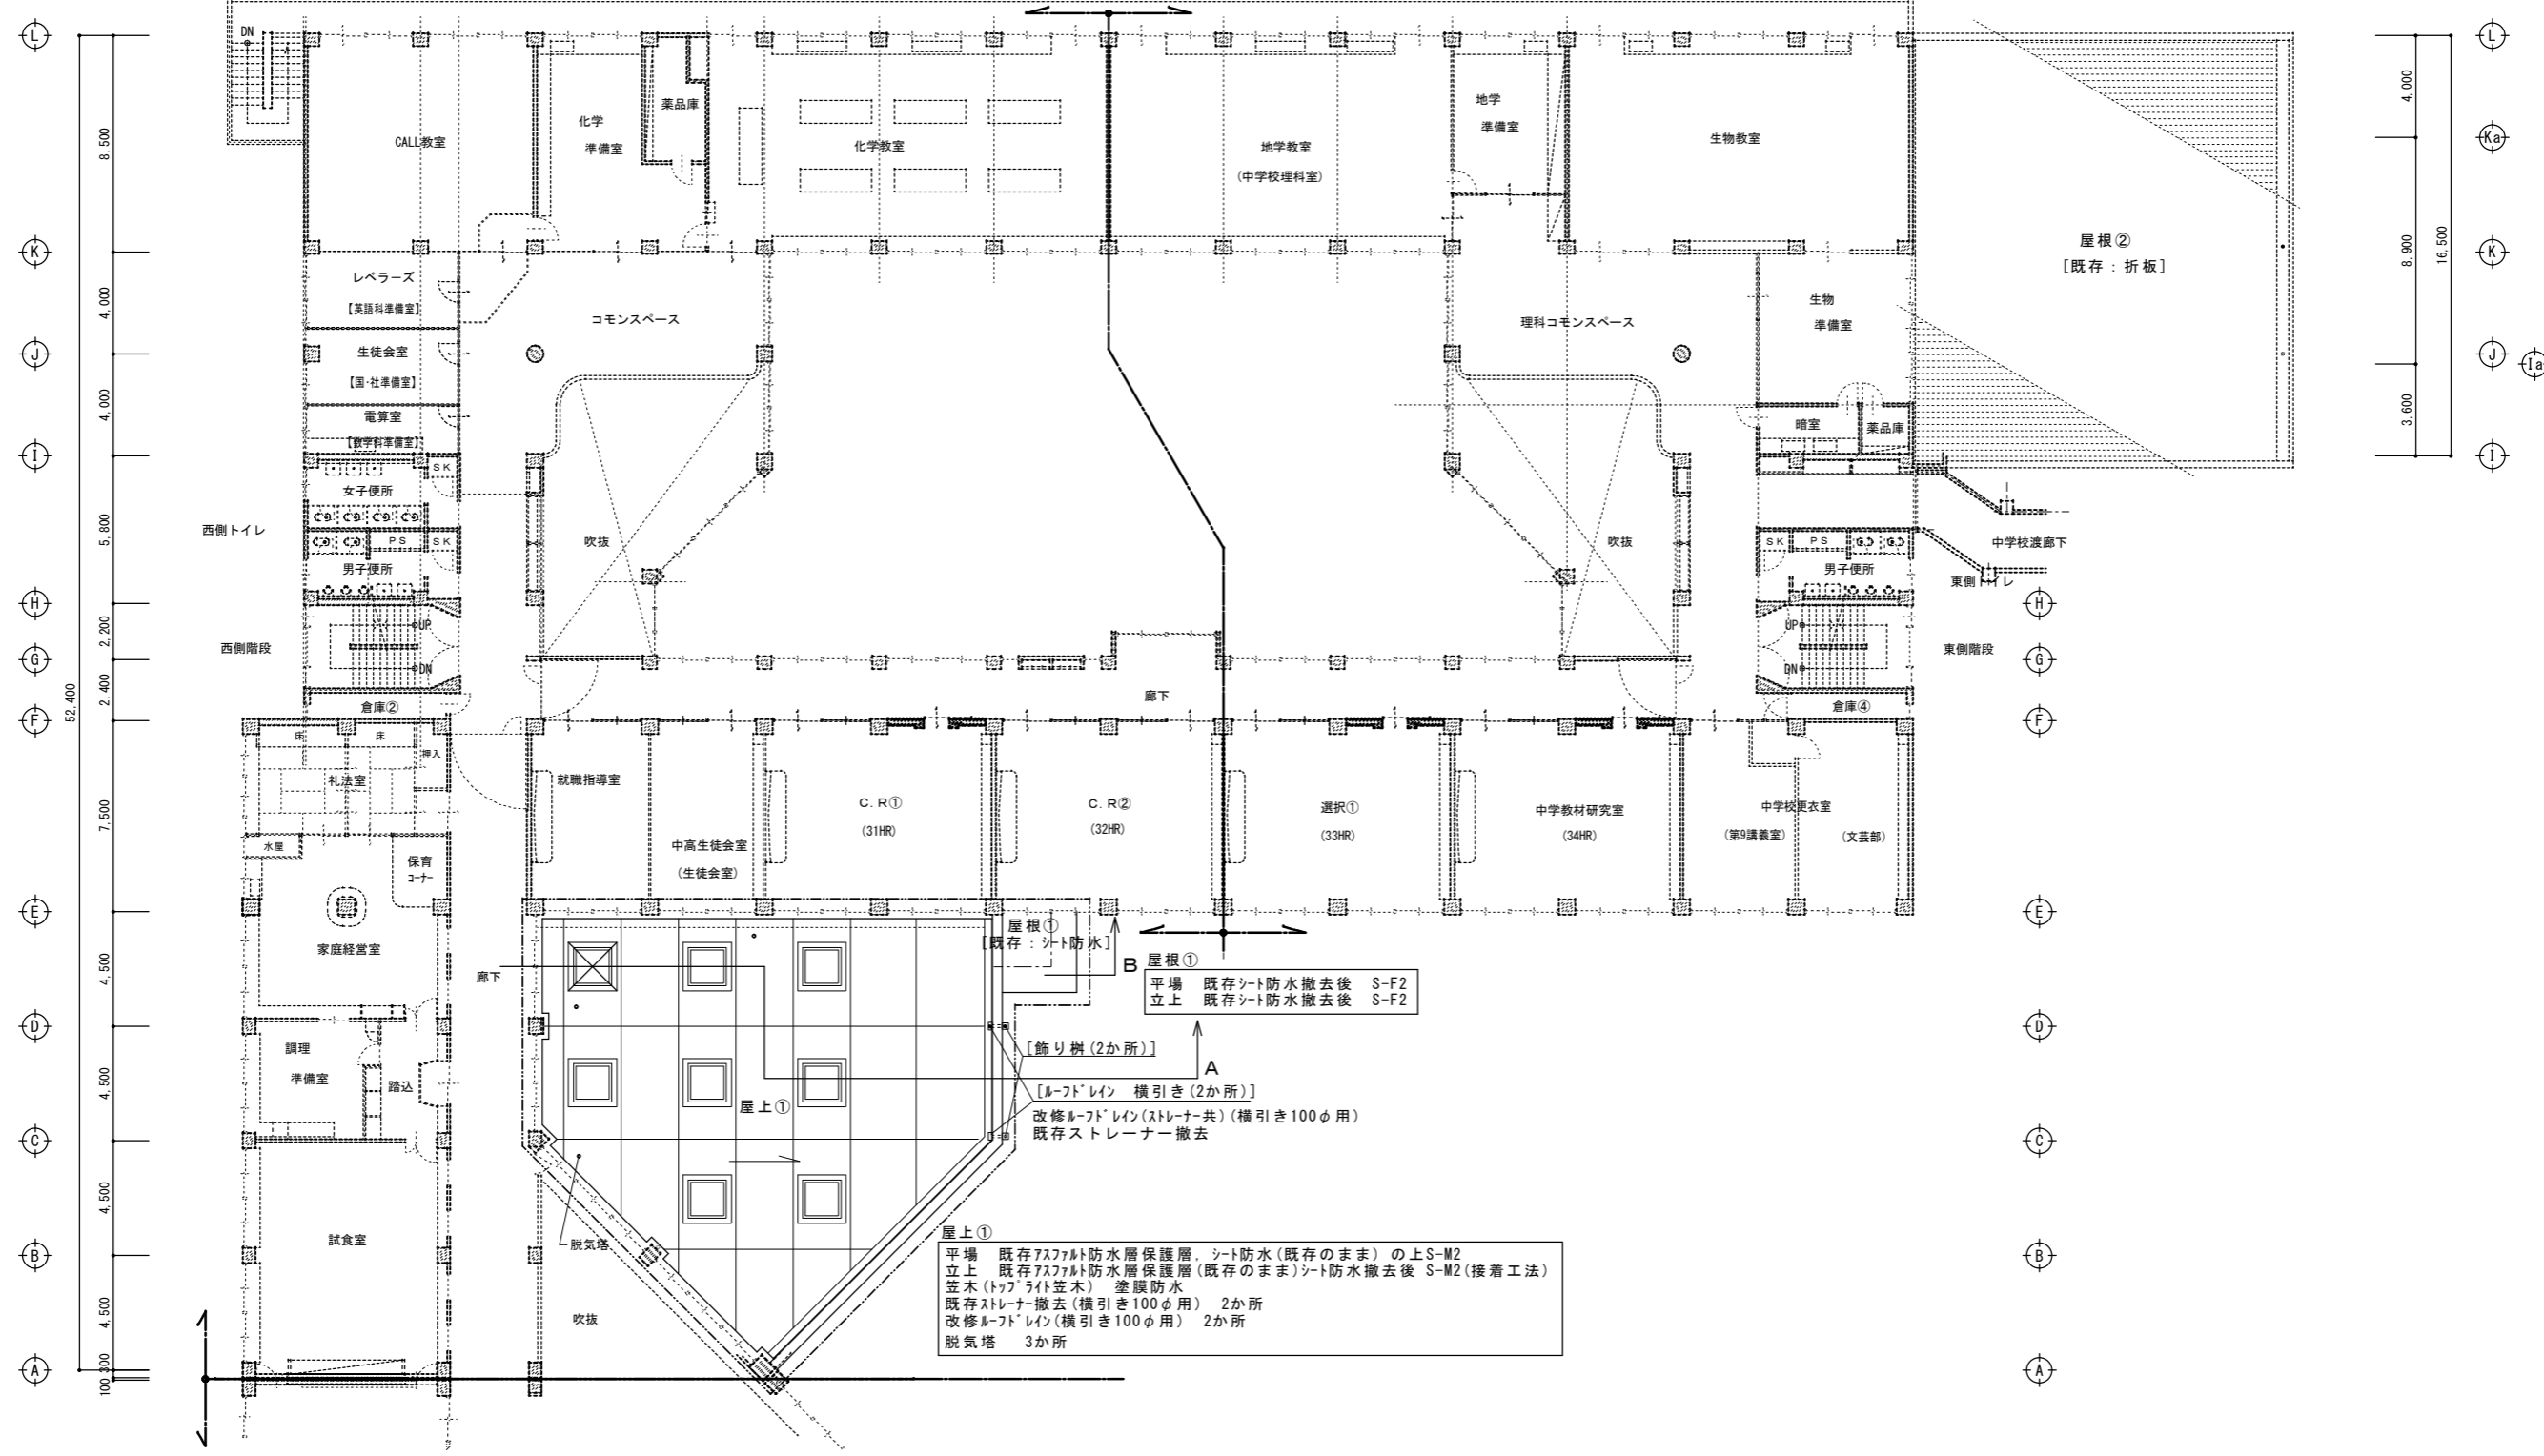 L
DN
L
4,000
Ka
8,500
CALL教室
化学
準備室
薬品庫
化学教室
地学教室
(中学校理科室)
地学
準備室
生物教室
屋根②
[既存：折板]
K
K
8,900
16,500
レベラーズ
【英語科準備室】
4,000
コモンスペース
理科コモンスペース
生物
準備室
J
生徒会室
【国・社準備室】
J
Ia
4,000
電算室
【数学科準備室】
3,600
暗室
薬品庫
I
I
SK
女子便所
西側トイレ
5,800
PS
SK
男子便所
吹抜
吹抜
SK
PS
男子便所
中学校渡廊下
東側トイレ
H
H
2,200
UP
UP
西側階段
東側階段
G
DN
DN
G
2,400
52,400
廊下
倉庫②
倉庫④
F
F
床
床
押入
礼法室
就職指導室
7,500
C.R①
(31HR)
C.R②
(32HR)
選択①
(33HR)
中学教材研究室
(34HR)
中学校更衣室
(第9講義室)
(文芸部)
水屋
保育
コーナー
中高生徒会室
(生徒会室)
E
E
家庭経営室
屋根①
[既存：シート防水]
4,500
廊下
B
屋根①
平場　既存シート防水撤去後　S-F2
立上　既存シート防水撤去後　S-F2
D
D
調理
準備室
踏込
4,500
[飾り桝(2か所)]
A
[ルーフドレイン　横引き(2か所)]
屋上①
改修ルーフドレイン(ストレーナー共)(横引き100φ用)
既存ストレーナー撤去
C
C
4,500
試食室
脱気塔
屋上①
平場　既存アスファルト防水層保護層，シート防水(既存のまま) の上S-M2
立上　既存アスファルト防水層保護層(既存のまま)シート防水撤去後 S-M2(接着工法)
笠木(トップライト笠木)　塗膜防水
既存ストレーナー撤去(横引き100φ用)　2か所
改修ルーフドレイン(横引き100φ用)　2か所
脱気塔　3か所
B
B
4,500
吹抜
A
A
300
100